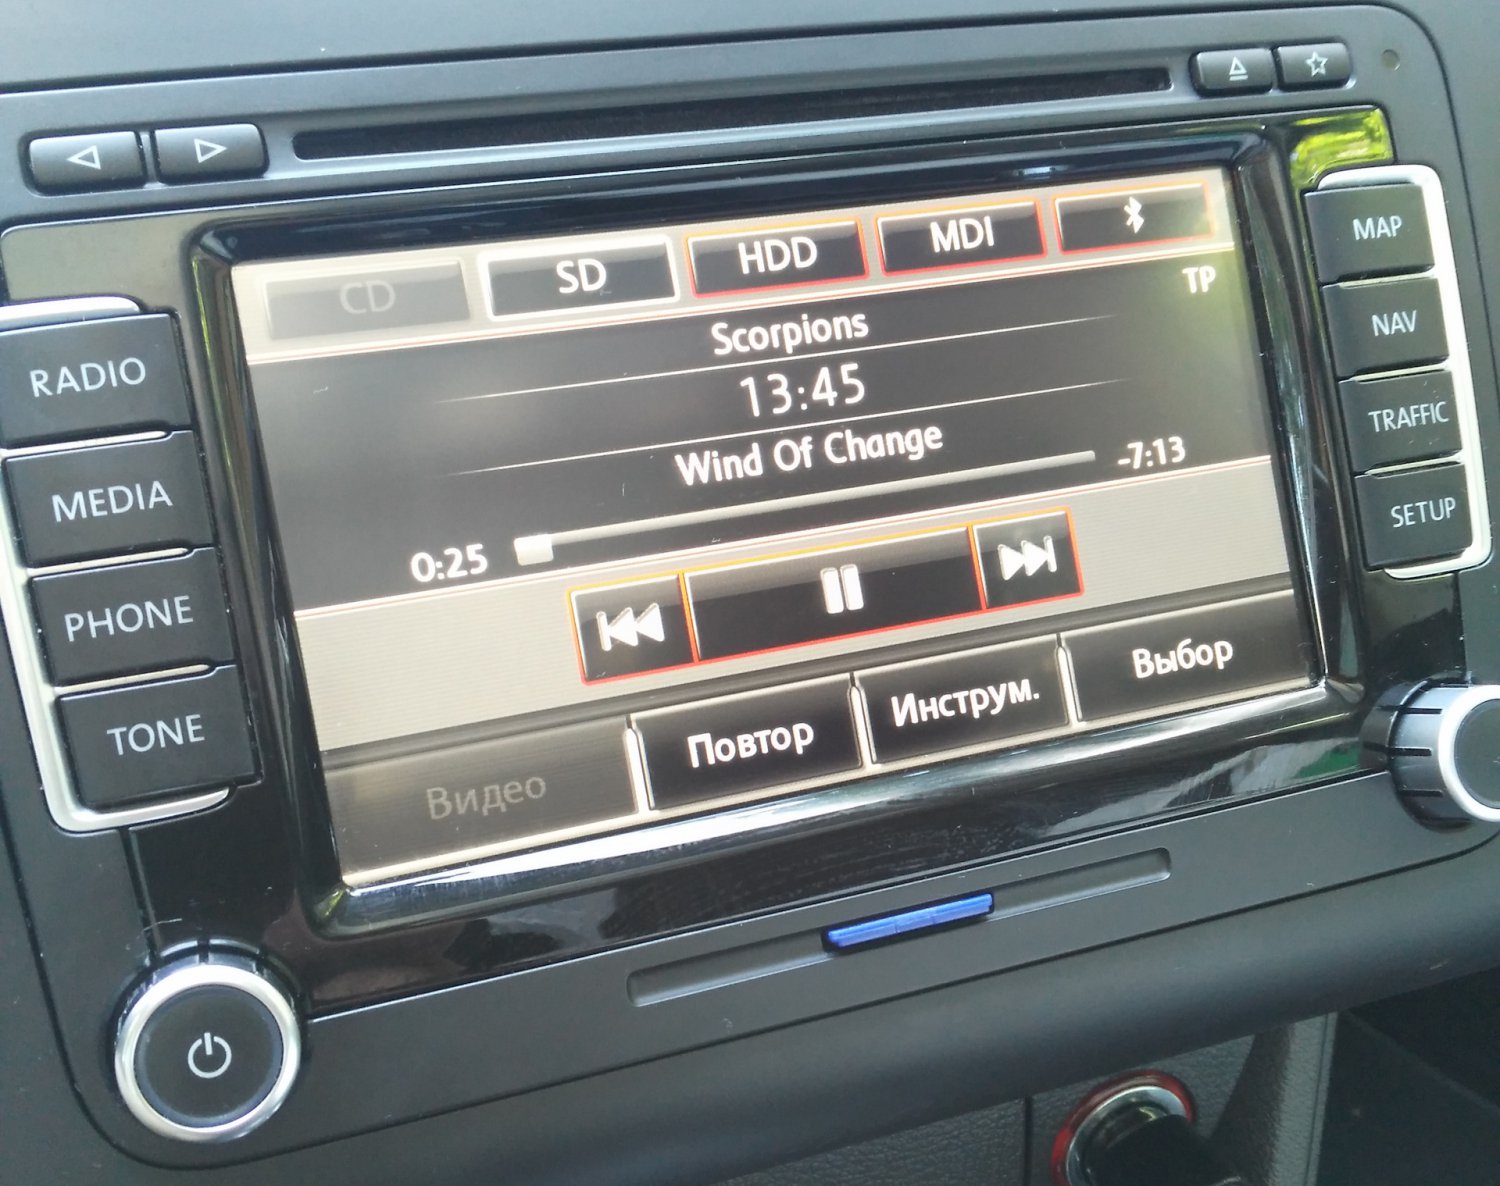 CD SD HDD MDI
TP
Scorpions
13:45
Wind Of Change
0:25 -7:13
Видео Повтор Инструм. Выбор
RADIO
MEDIA
PHONE
TONE
MAP
NAV
TRAFFIC
SETUP